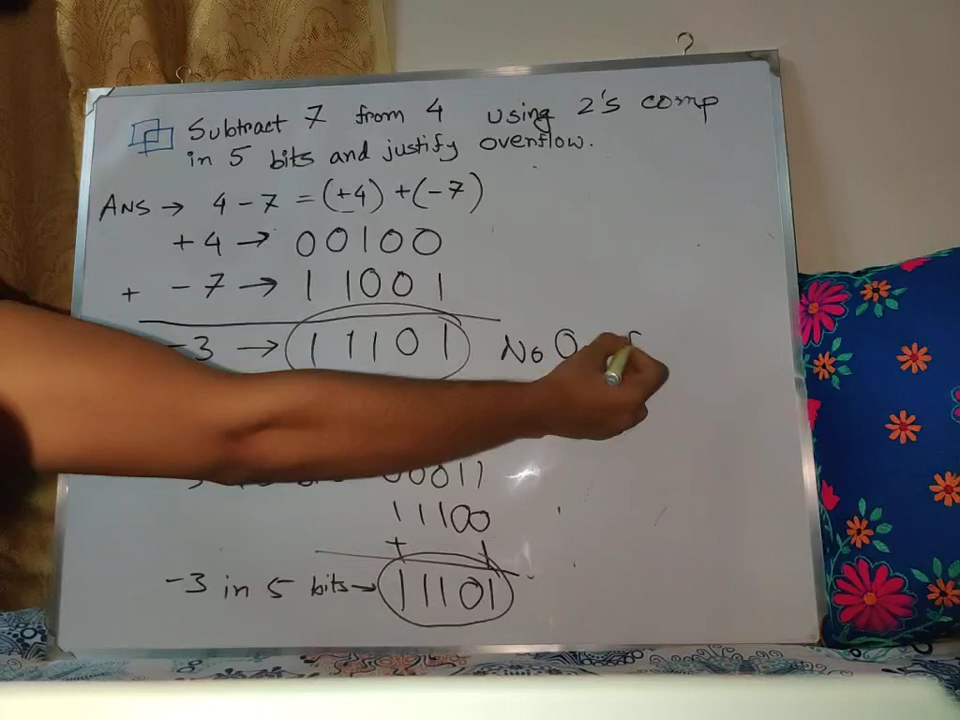 Subtract 7 from 4 using 2's comp
in 5 bits and justify overflow.
ANS → 4 - 7 = (+4) + (-7)
+4 → 00100
+ -7 → 11001
-3 → 11101 No
00011
11100
+ 1
-3 in 5 bits → 11101